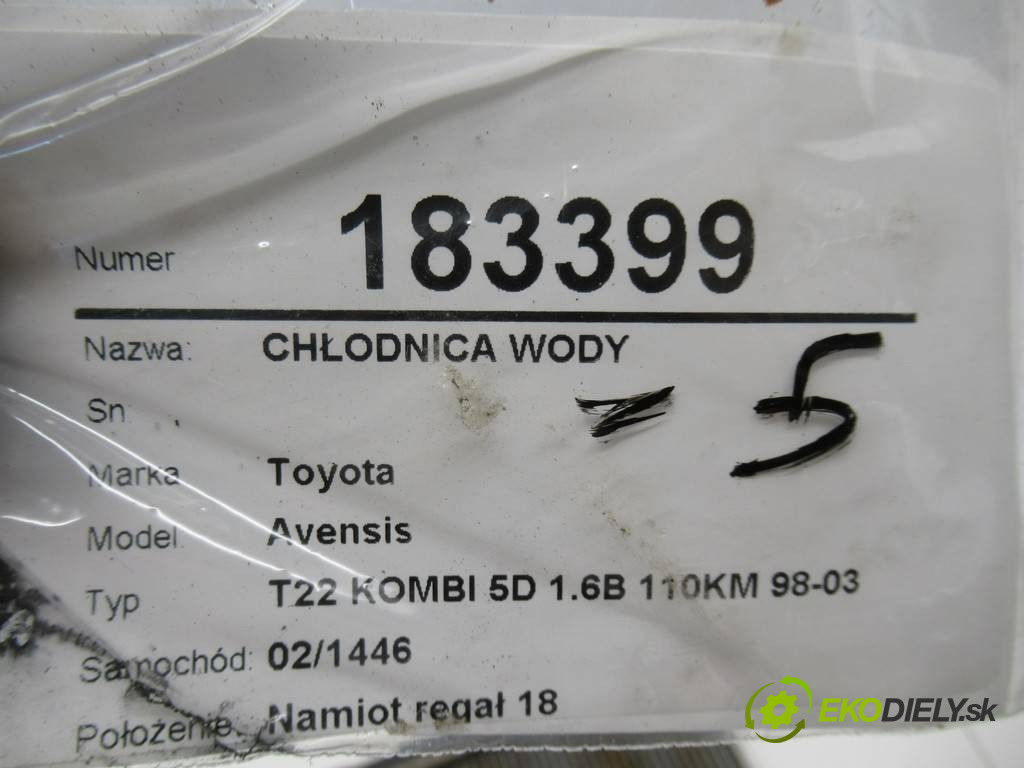 Numer 183399
Nazwa: CHŁODNICA WODY
Sn: 5
Marka Toyota
Model: Avensis
Typ T22 KOMBI 5D 1.6B 110KM 98-03
Samochód: 02/1446
Położenie: Namiot regał 18
EKODIELY.sk